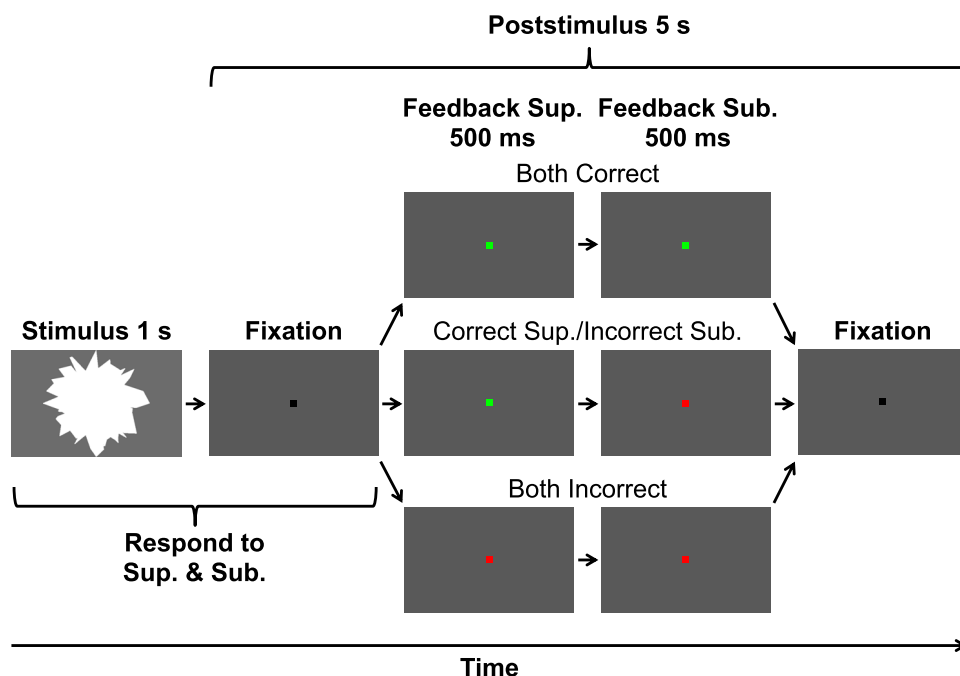 Poststimulus 5 s
Feedback Sup. Feedback Sub.
500 ms 500 ms
Both Correct
Stimulus 1 s Fixation Correct Sup./Incorrect Sub. Fixation
Both Incorrect
Respond to
Sup. & Sub.
Time